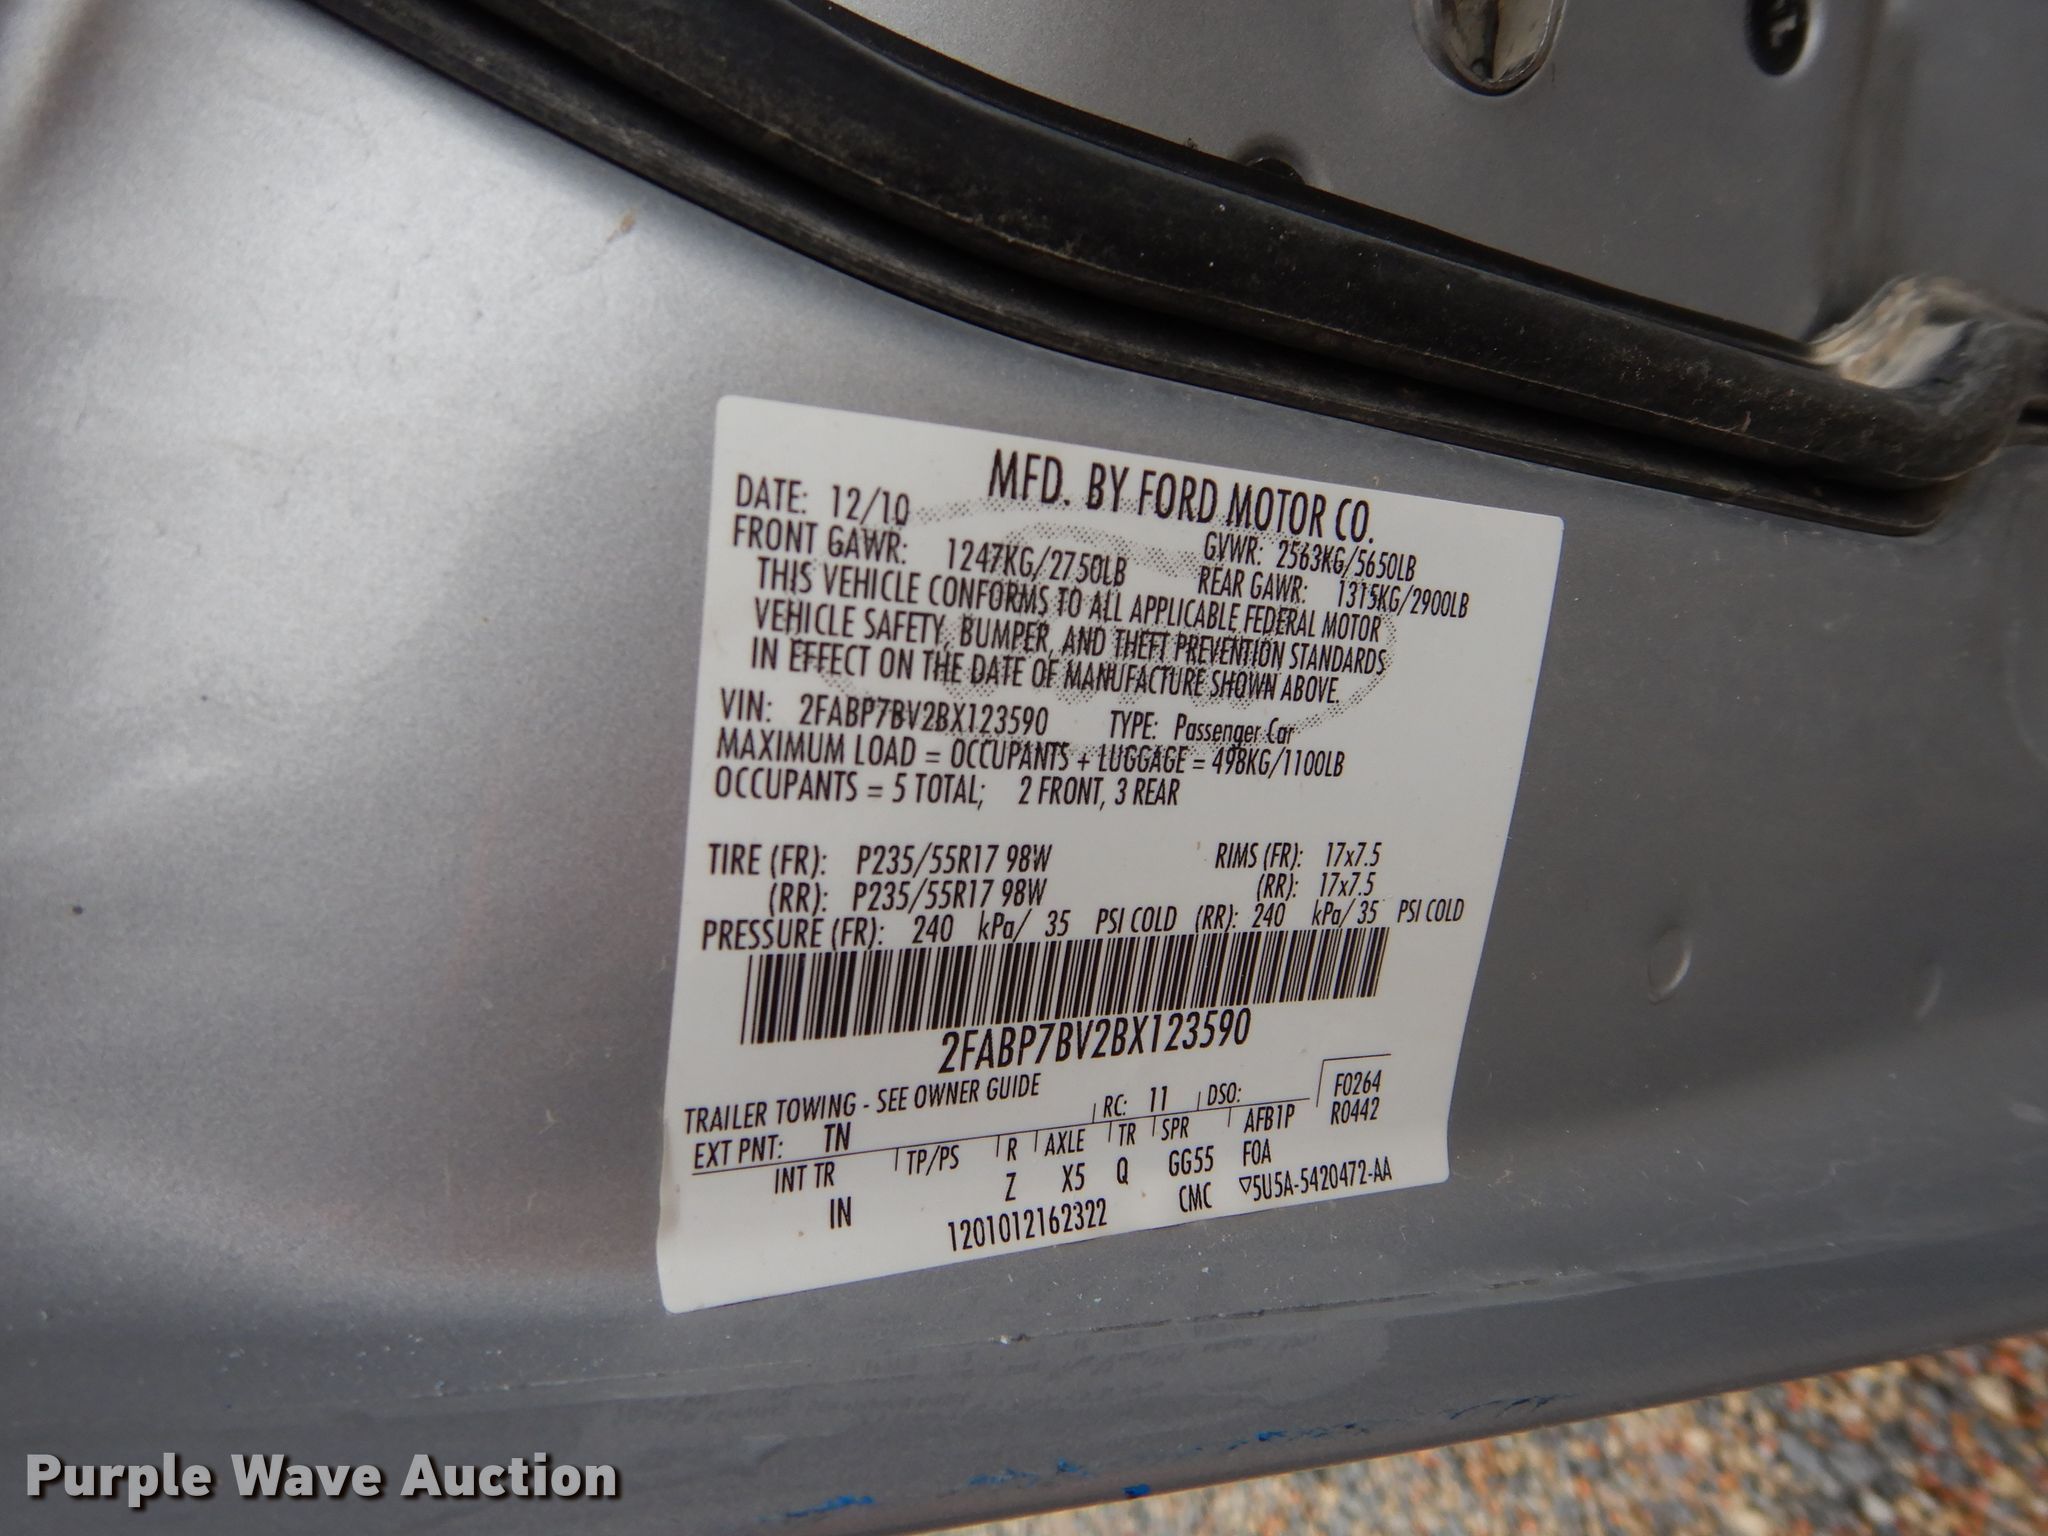 MFD. BY FORD MOTOR CO.
DATE: 12/10 GVWR: 2563KG/5650LB
FRONT GAWR: 1247KG/2750LB REAR GAWR: 1315KG/2900LB
THIS VEHICLE CONFORMS TO ALL APPLICABLE FEDERAL MOTOR
VEHICLE SAFETY, BUMPER, AND THEFT PREVENTION STANDARDS
IN EFFECT ON THE DATE OF MANUFACTURE SHOWN ABOVE.
VIN: 2FABP7BV2BX123590 TYPE: Passenger Car
MAXIMUM LOAD = OCCUPANTS + LUGGAGE = 498KG/1100LB
OCCUPANTS = 5 TOTAL; 2 FRONT, 3 REAR
TIRE (FR): P235/55R17 98W RIMS (FR): 17x7.5
(RR): P235/55R17 98W (RR): 17x7.5
PRESSURE (FR): 240 kPa/ 35 PSI COLD (RR): 240 kPa/ 35 PSI COLD
2FABP7BV2BX123590
TRAILER TOWING - SEE OWNER GUIDE F0264
EXT PNT: TN RC: 11 DSO: R0442
INT TR TP/PS R AXLE TR SPR AFB1P
IN Z X5 Q GG55 FOA
1201012162322 CMC ▽5U5A-5420472-AA
Purple Wave Auction